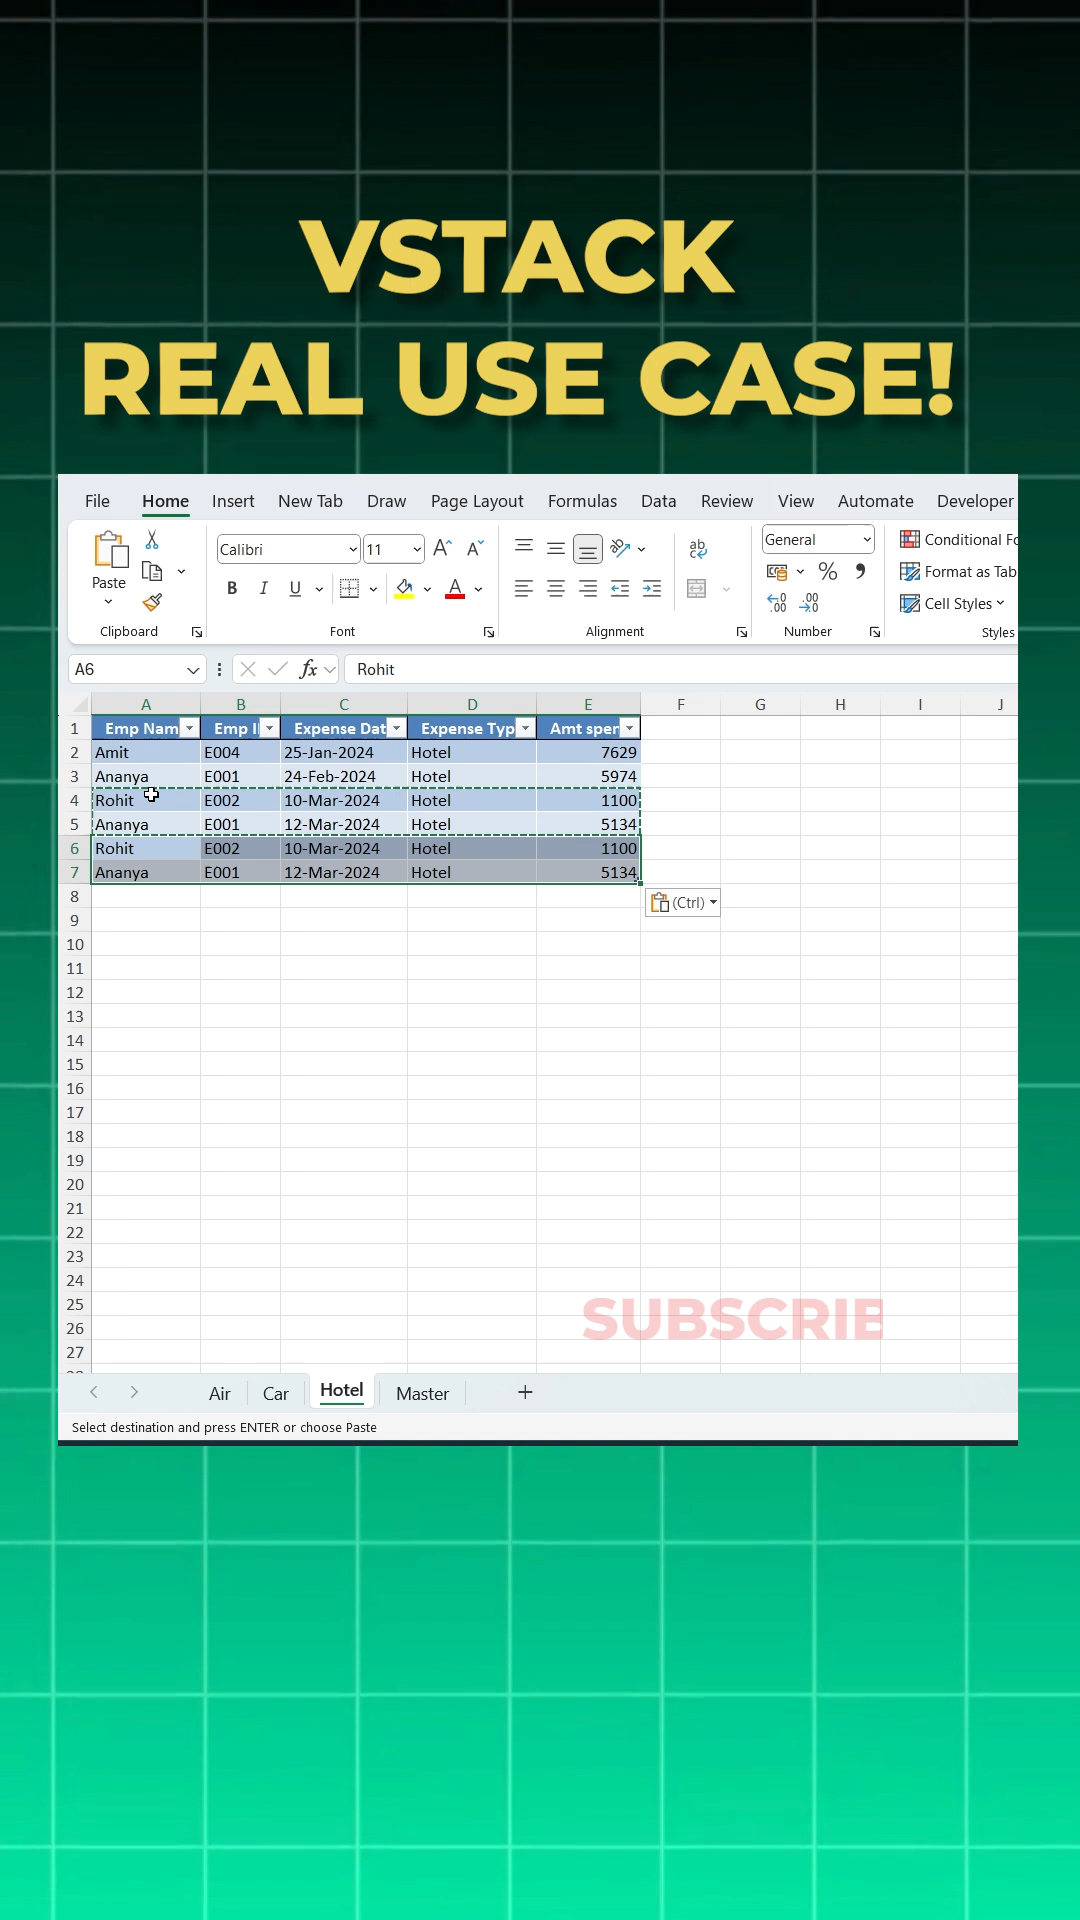 VSTACK
REAL USE CASE!
File Home Insert New Tab Draw Page Layout Formulas Data Review View Automate Developer
Paste
Calibri 11
General
Conditional Fo
Format as Tab
Cell Styles
B I U A
Clipboard Font Alignment Number Styles
A6 fx Rohit
A B C D E F G H I J
1 Emp Nam Emp I Expense Dat Expense Typ Amt spen
2 Amit E004 25-Jan-2024 Hotel 7629
3 Ananya E001 24-Feb-2024 Hotel 5974
4 Rohit E002 10-Mar-2024 Hotel 1100
5 Ananya E001 12-Mar-2024 Hotel 5134
6 Rohit E002 10-Mar-2024 Hotel 1100
7 Ananya E001 12-Mar-2024 Hotel 5134
8
(Ctrl)
9
10
11
12
13
14
15
16
17
18
19
20
21
22
23
24
25
SUBSCRIB
26
27
Air Car Hotel Master
Select destination and press ENTER or choose Paste